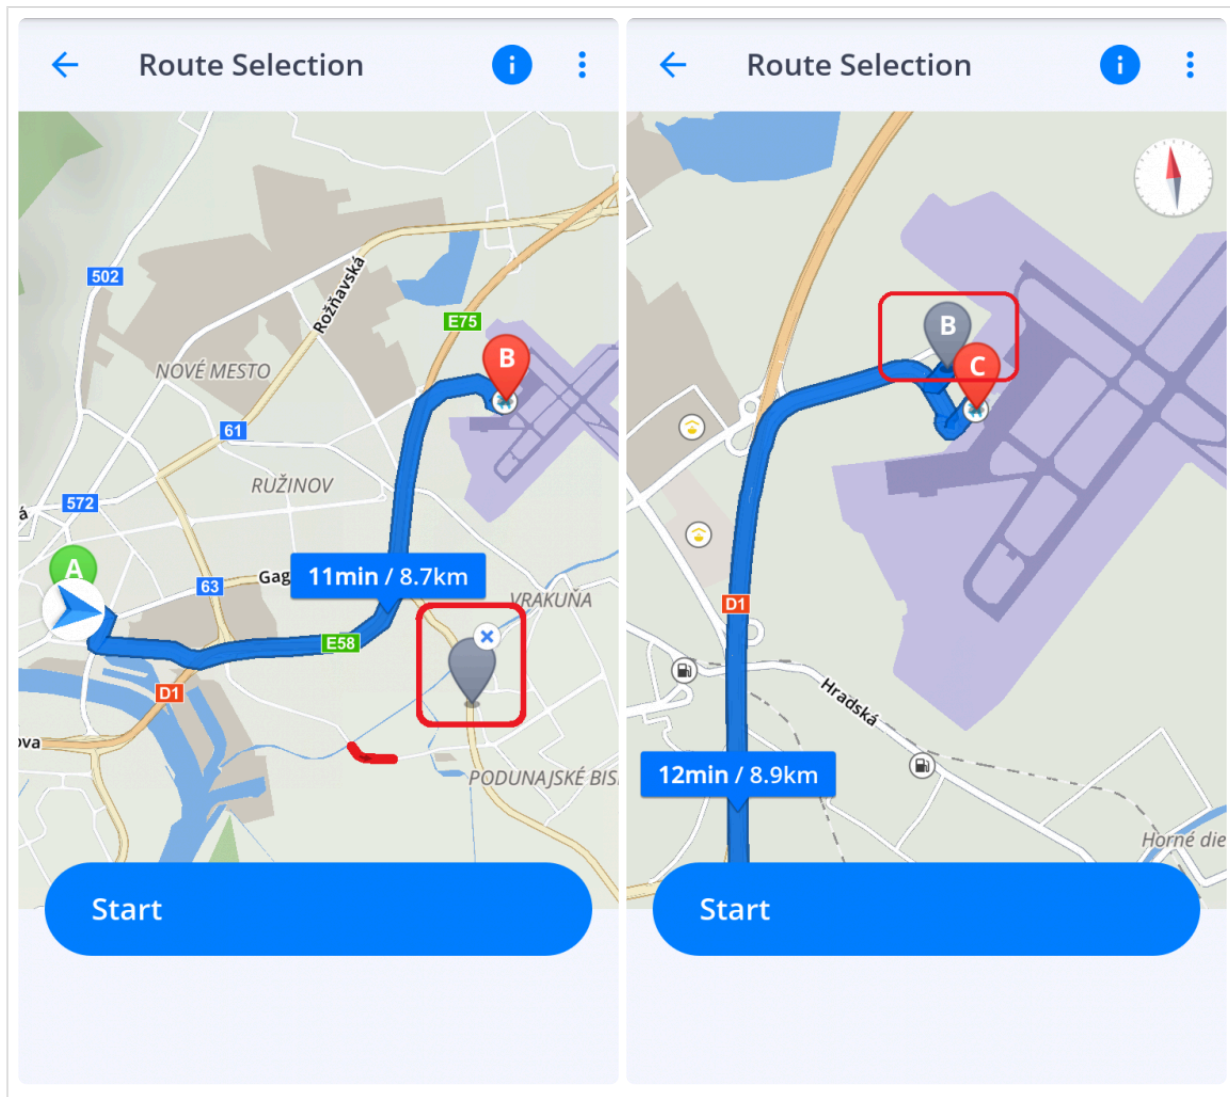 Route Selection
502
Rožňavská
E75
B
NOVÉ MESTO
61
RUŽINOV
572
á
A
63
Gag
11min / 8.7km
VRAKUŇA
E58
D1
ova
PODUNAJSKÉ BIS
Start
Route Selection
B
C
D1
Hradská
12min / 8.9km
Horné die
Start